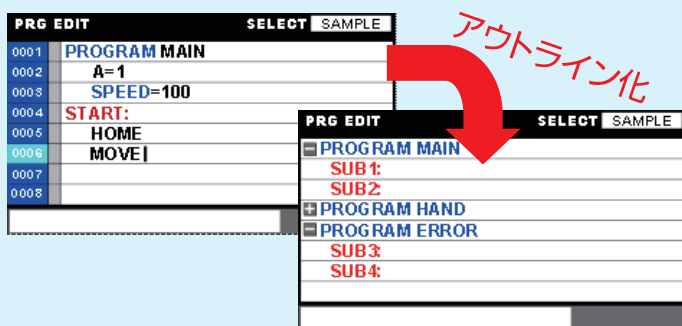 PRG EDIT SELECT SAMPLE
0001 PROGRAM MAIN
0002 A=1
0003 SPEED=100
0004 START:
0005 HOME
0006 MOVE
0007
0008
アウトライン化
PRG EDIT SELECT SAMPLE
PROGRAM MAIN
SUB1:
SUB2:
PROGRAM HAND
PROGRAM ERROR
SUB3:
SUB4: